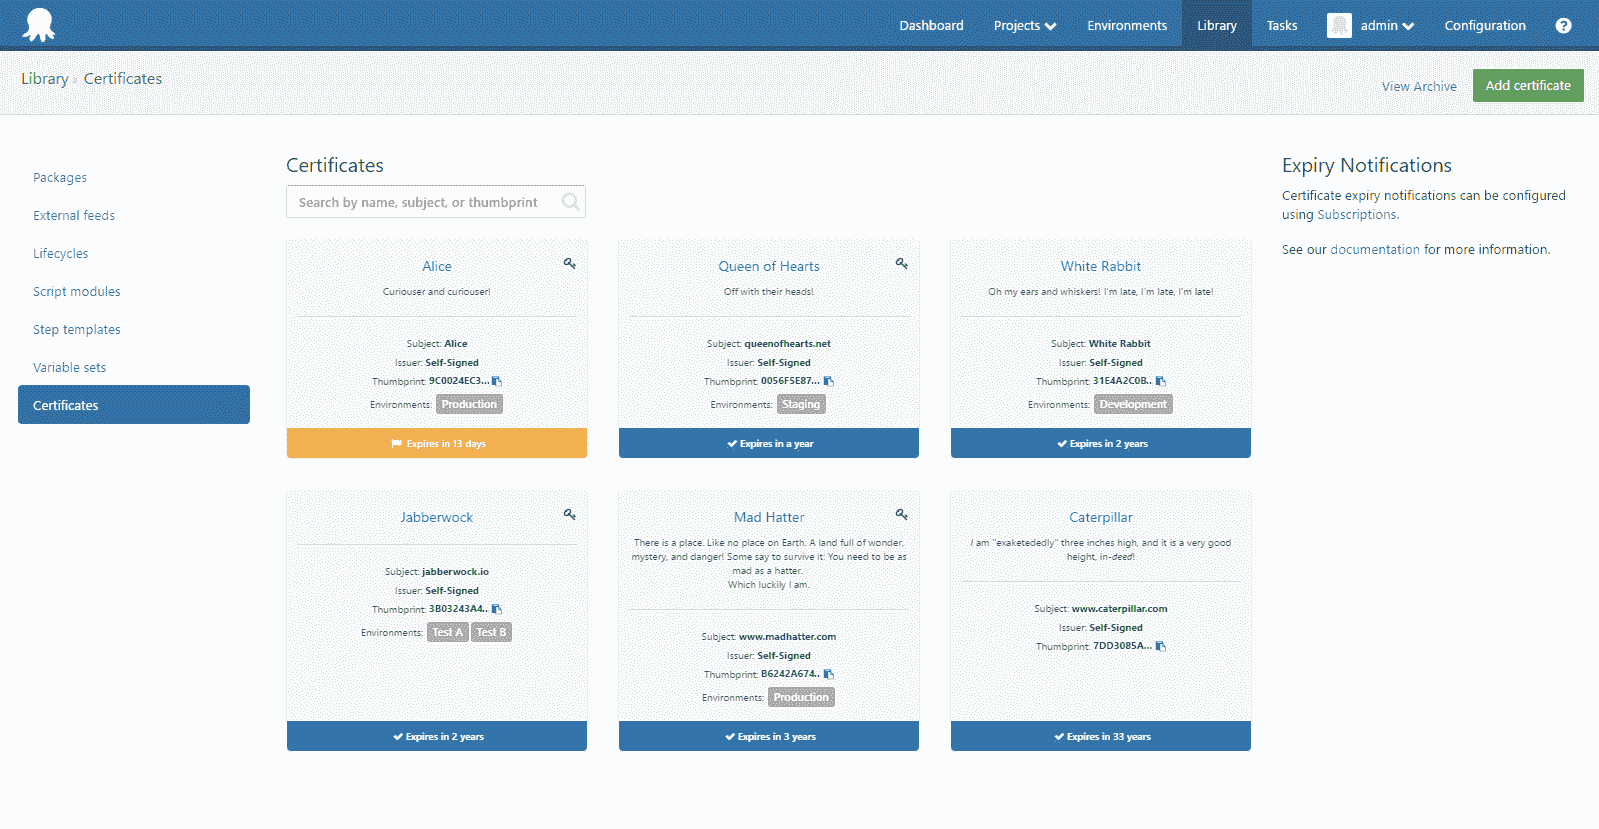 Dashboard Projects Environments Library Tasks admin Configuration ?
Library » Certificates
View Archive Add certificate
Packages
External feeds
Lifecycles
Script modules
Step templates
Variable sets
Certificates
Certificates
Search by name, subject, or thumbprint
Alice
Curiouser and curiouser!
Subject: Alice
Issuer: Self-Signed
Thumbprint: 9C0024EC3...
Environments: Production
Expires in 13 days
Queen of Hearts
Off with their heads!
Subject: queenofhearts.net
Issuer: Self-Signed
Thumbprint: 0056F5E87...
Environments: Staging
Expires in a year
White Rabbit
Oh my ears and whiskers! I'm late, I'm late, I'm late!
Subject: White Rabbit
Issuer: Self-Signed
Thumbprint: 31E4A2C0B..
Environments: Development
Expires in 2 years
Jabberwock
Subject: jabberwock.io
Issuer: Self-Signed
Thumbprint: 3B03243A4..
Environments: Test A Test B
Expires in 2 years
Mad Hatter
There is a place. Like no place on Earth. A land full of wonder,
mystery, and danger! Some say to survive it: You need to be as
mad as a hatter.
Which luckily I am.
Subject: www.madhatter.com
Issuer: Self-Signed
Thumbprint: B6242A674..
Environments: Production
Expires in 3 years
Caterpillar
I am "exaketededly" three inches high, and it is a very good
height, in-deed!
Subject: www.caterpillar.com
Issuer: Self-Signed
Thumbprint: 7DD3085A...
Expires in 33 years
Expiry Notifications
Certificate expiry notifications can be configured
using Subscriptions.
See our documentation for more information.